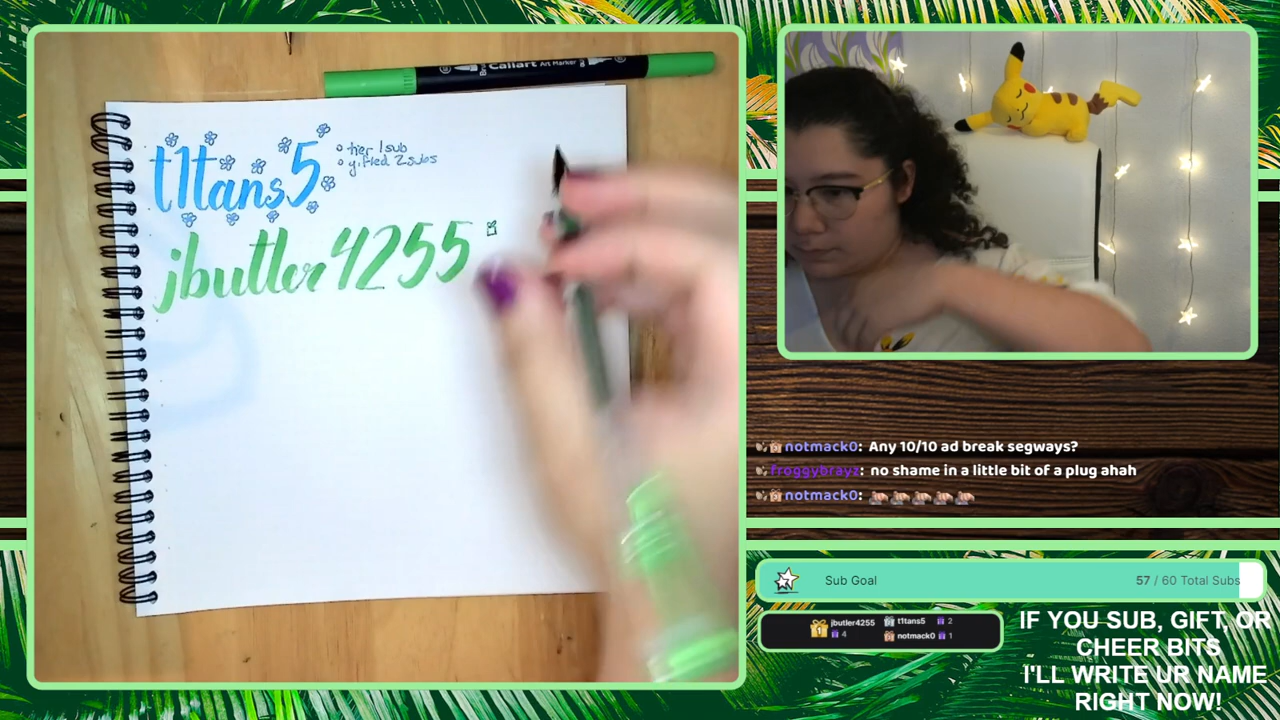 Callart Art Marker
t1tans5
tier 1 sub
gifted 2 subs
jbutler4255
notmack0: Any 10/10 ad break segways?
froggybrayz: no shame in a little bit of a plug ahah
notmack0:
Sub Goal
57 / 60 Total Subs
1 jbutler4255 4
t1tans5 2
notmack0 1
IF YOU SUB, GIFT, OR
CHEER BITS
I'LL WRITE UR NAME
RIGHT NOW!